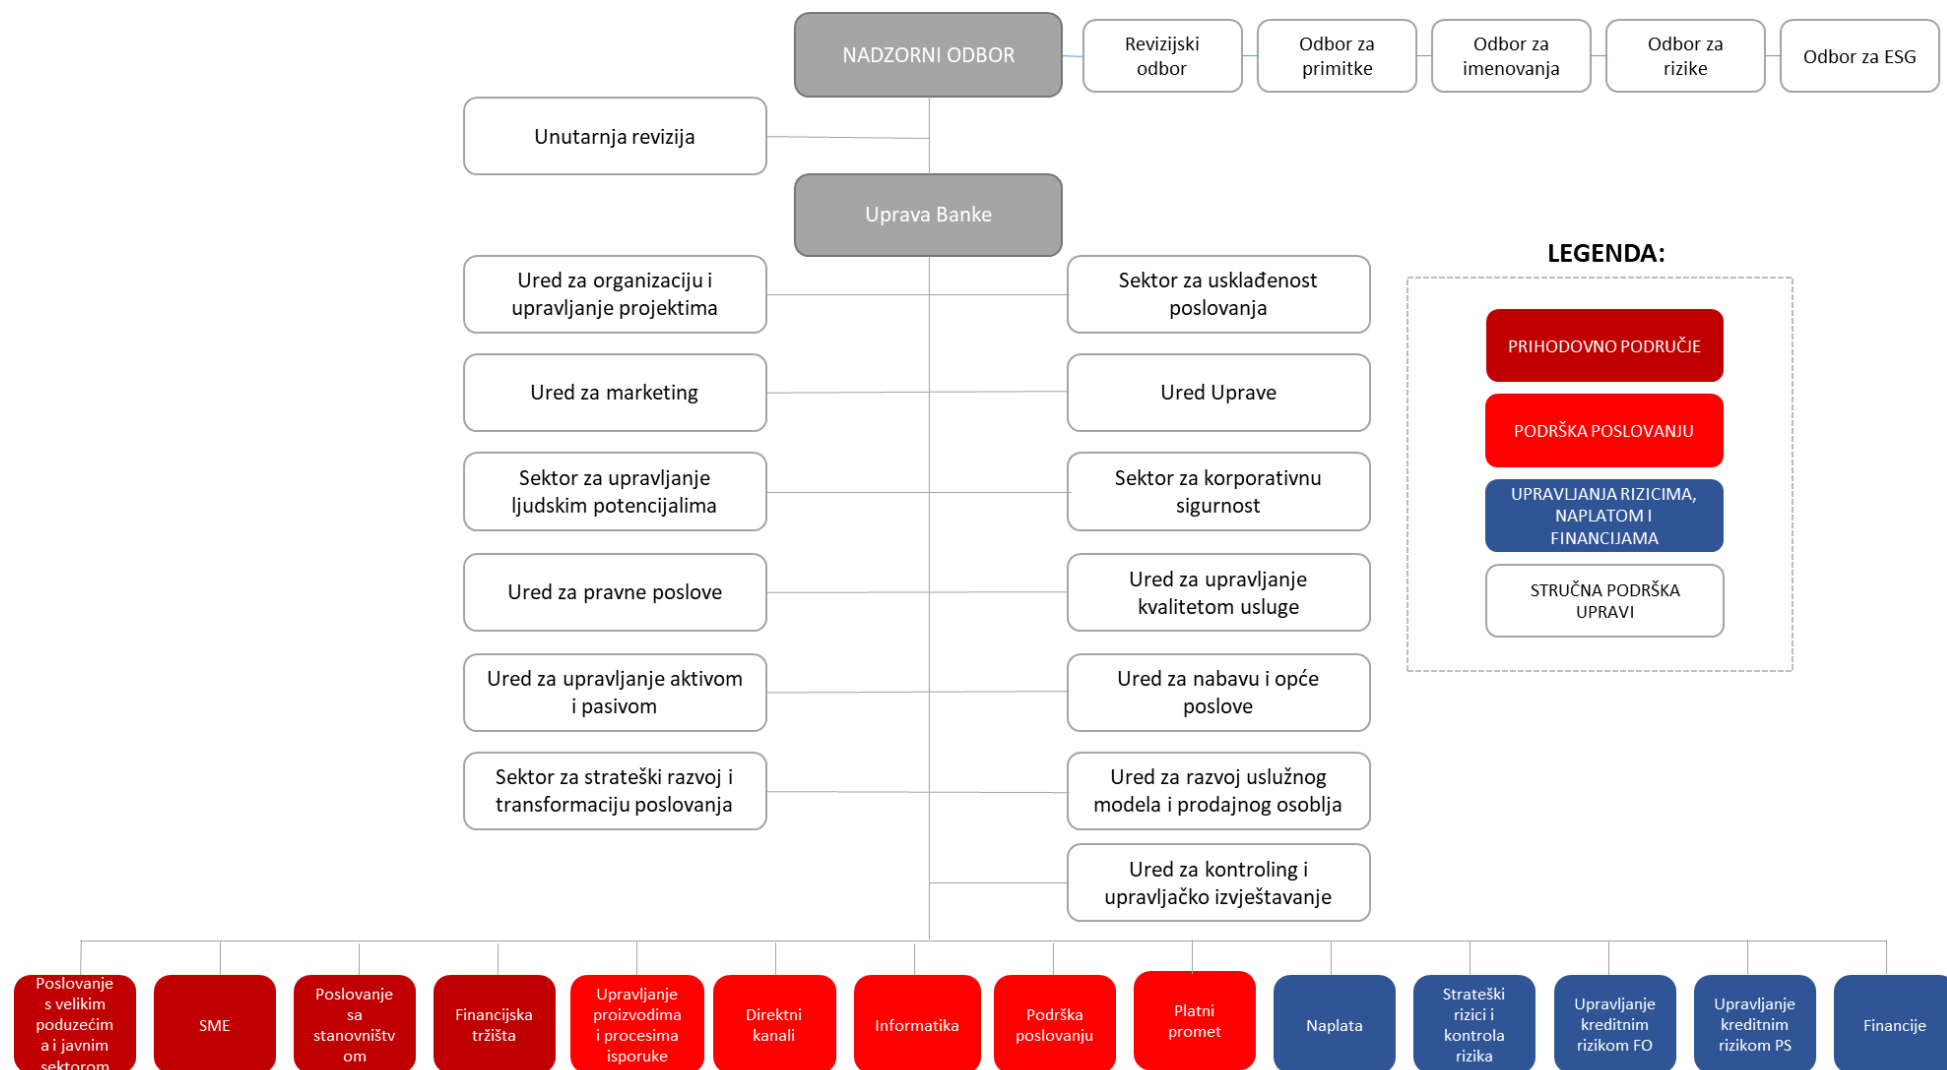 NADZORNI ODBOR
Revizijski
odbor
Odbor za
primitke
Odbor za
imenovanja
Odbor za
rizike
Odbor za ESG
Unutarnja revizija
Uprava Banke
Ured za organizaciju i
upravljanje projektima
Sektor za usklađenost
poslovanja
Ured za marketing
Ured Uprave
Sektor za upravljanje
ljudskim potencijalima
Sektor za korporativnu
sigurnost
Ured za pravne poslove
Ured za upravljanje
kvalitetom usluge
Ured za upravljanje aktivom
i pasivom
Ured za nabavu i opće
poslove
Sektor za strateški razvoj i
transformaciju poslovanja
Ured za razvoj uslužnog
modela i prodajnog osoblja
Ured za kontroling i
upravljačko izvještavanje
LEGENDA:
PRIHODOVNO PODRUČJE
PODRŠKA POSLOVANJU
UPRAVLJANJA RIZICIMA,
NAPLATOM I
FINANCIJAMA
STRUČNA PODRŠKA
UPRAVI
Poslovanje
s velikim
poduzećim
a i javnim
sektorom
SME
Poslovanje
sa
stanovništv
om
Financijska
tržišta
Upravljanje
proizvodima
i procesima
isporuke
Direktni
kanali
Informatika
Podrška
poslovanju
Platni
promet
Naplata
Strateški
rizici i
kontrola
rizika
Upravljanje
kreditnim
rizikom FO
Upravljanje
kreditnim
rizikom PS
Financije